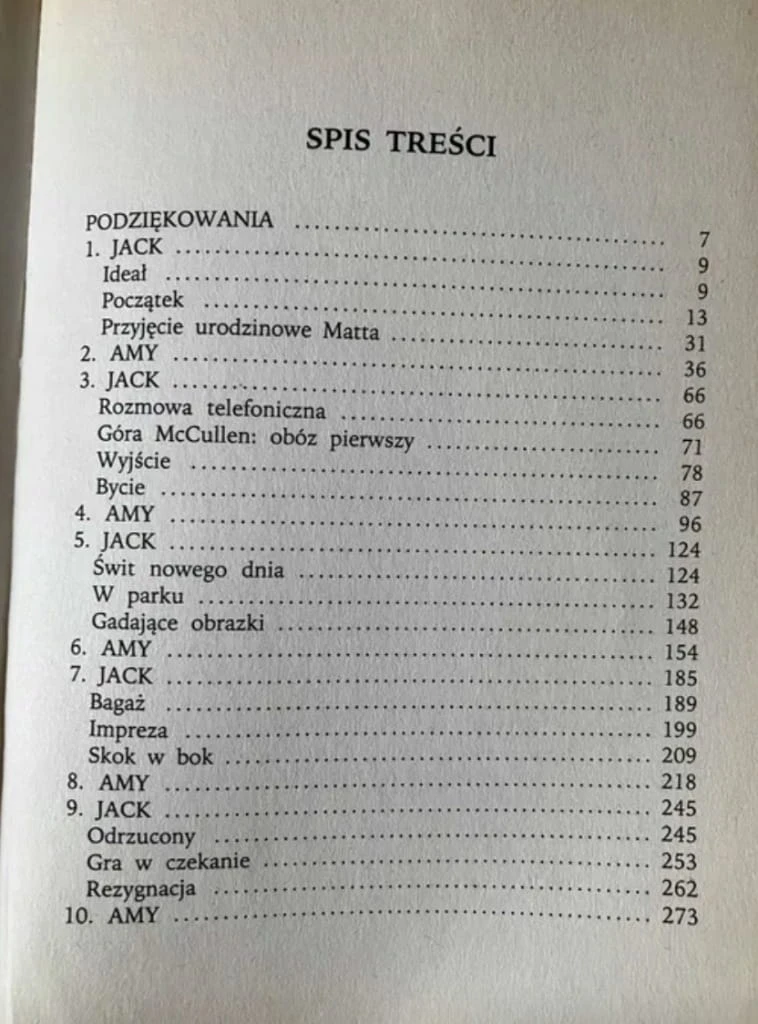 SPIS TREŚCI
PODZIĘKOWANIA ........................................ 7
1. JACK ........................................ 9
Ideał ........................................ 9
Początek ........................................ 13
Przyjęcie urodzinowe Matta ........................................ 31
2. AMY ........................................ 36
3. JACK ........................................ 66
Rozmowa telefoniczna ........................................ 66
Góra McCullen: obóz pierwszy ........................................ 71
Wyjście ........................................ 78
Bycie ........................................ 87
4. AMY ........................................ 96
5. JACK ........................................ 124
Świt nowego dnia ........................................ 124
W parku ........................................ 132
Gadające obrazki ........................................ 148
6. AMY ........................................ 154
7. JACK ........................................ 185
Bagaż ........................................ 189
Impreza ........................................ 199
Skok w bok ........................................ 209
8. AMY ........................................ 218
9. JACK ........................................ 245
Odrzucony ........................................ 245
Gra w czekanie ........................................ 253
Rezygnacja ........................................ 262
10. AMY ........................................ 273